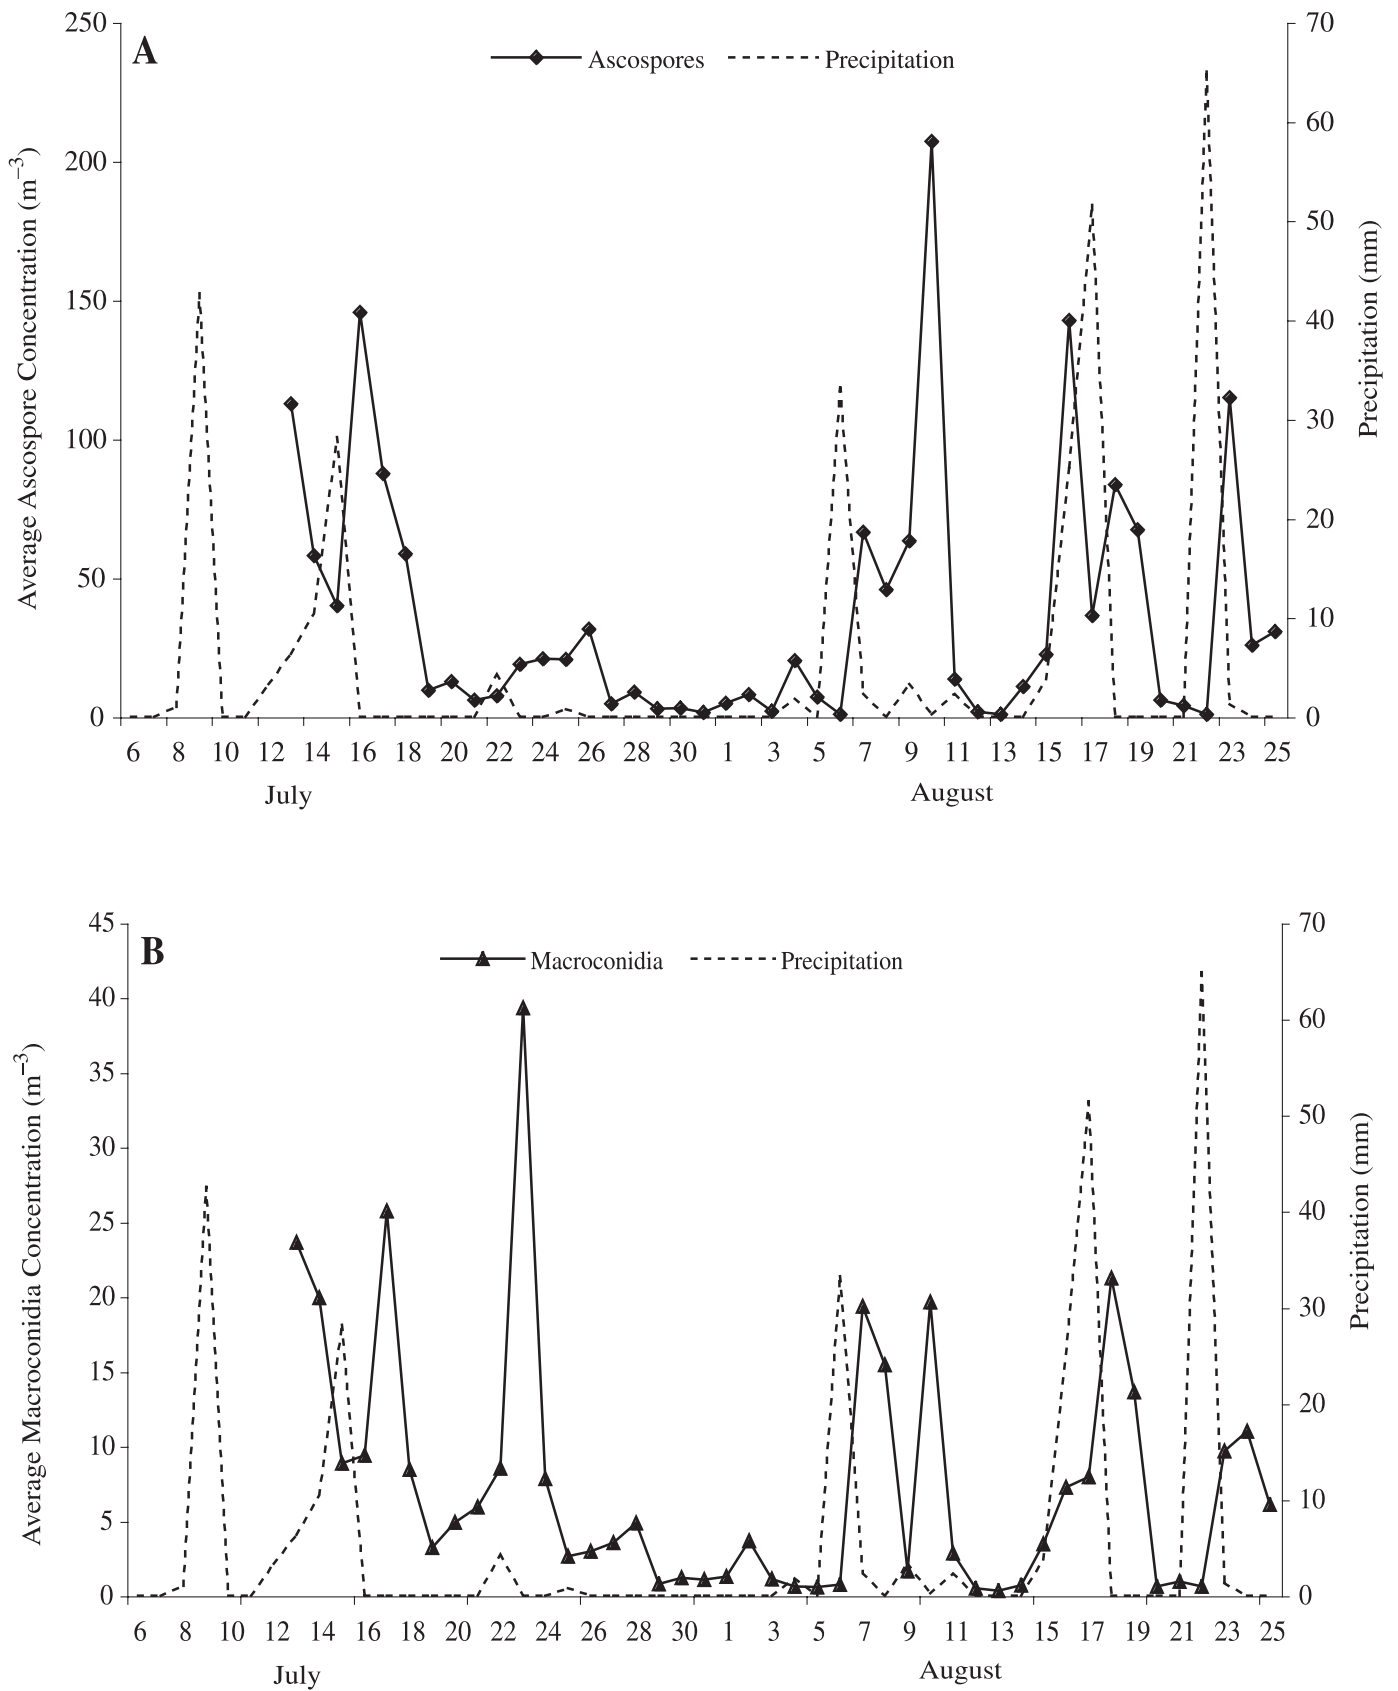 A
Ascospores Precipitation
250
200
150
100
50
0
Average Ascospore Concentration (m⁻³)
70
60
50
40
30
20
10
0
Precipitation (mm)
6 8 10 12 14 16 18 20 22 24 26 28 30 1 3 5 7 9 11 13 15 17 19 21 23 25
July August
B
Macroconidia Precipitation
45
40
35
30
25
20
15
10
5
0
Average Macroconidia Concentration (m⁻³)
70
60
50
40
30
20
10
0
Precipitation (mm)
6 8 10 12 14 16 18 20 22 24 26 28 30 1 3 5 7 9 11 13 15 17 19 21 23 25
July August